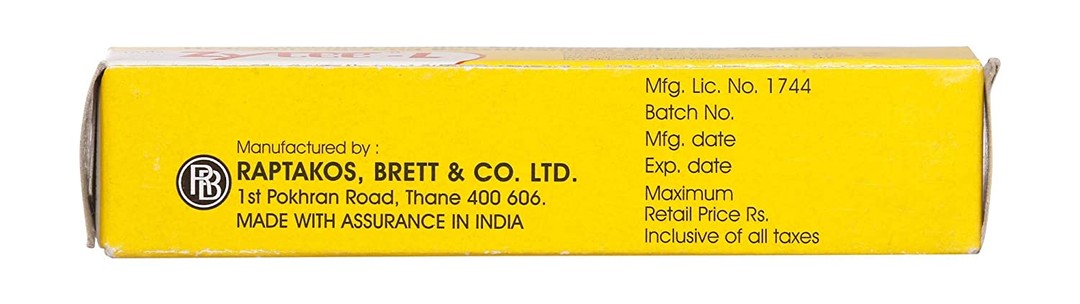 Manufactured by :
RB
RAPTAKOS, BRETT & CO. LTD.
1st Pokhran Road, Thane 400 606.
MADE WITH ASSURANCE IN INDIA
Mfg. Lic. No. 1744
Batch No.
Mfg. date
Exp. date
Maximum
Retail Price Rs.
Inclusive of all taxes